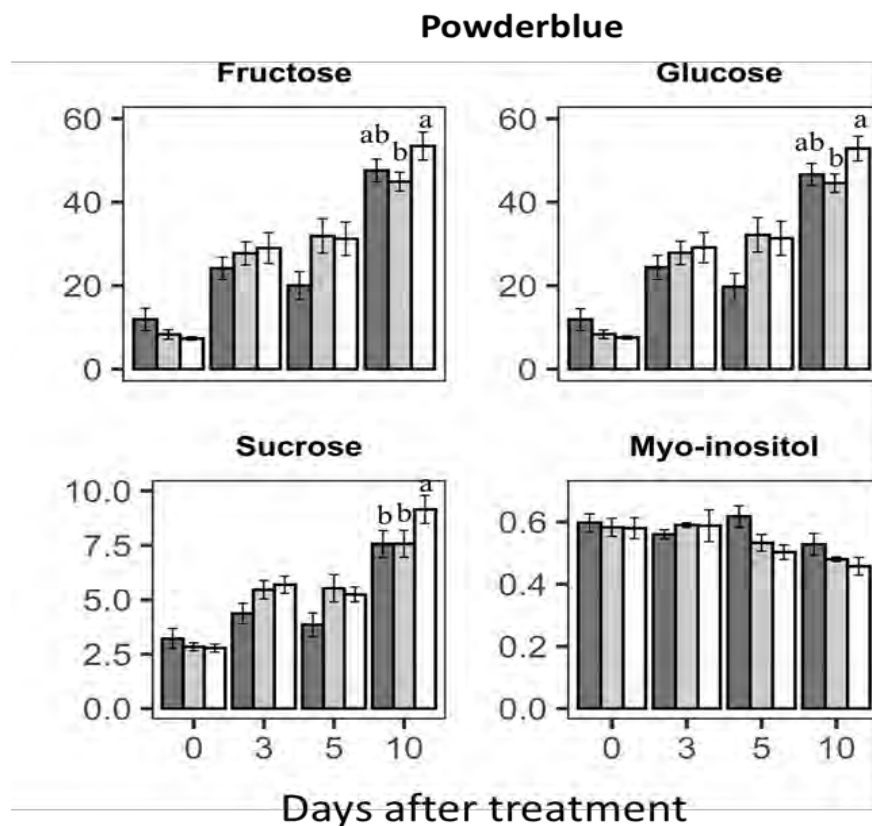 Powderblue
Fructose
Glucose
60
40
20
0
ab
b
a
60
40
20
0
ab
b
a
Sucrose
Myo-inositol
10.0
7.5
5.0
2.5
0.0
b
b
a
0.6
0.4
0.2
0.0
0 3 5 10
0 3 5 10
Days after treatment